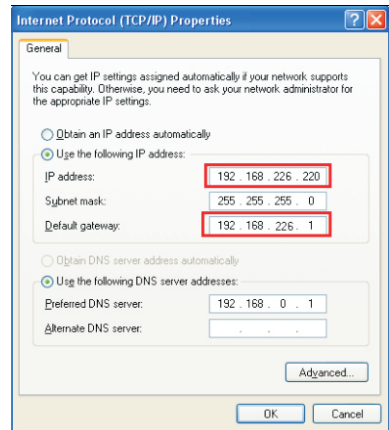 Internet Protocol (TCP/IP) Properties
General
You can get IP settings assigned automatically if your network supports
this capability. Otherwise, you need to ask your network administrator for
the appropriate IP settings.
Obtain an IP address automatically
Use the following IP address:
IP address: 192 . 168 . 226 . 220
Subnet mask: 255 . 255 . 255 . 0
Default gateway: 192 . 168 . 226 . 1
Obtain DNS server address automatically
Use the following DNS server addresses:
Preferred DNS server: 192 . 168 . 0 . 1
Alternate DNS server: . . .
Advanced...
OK Cancel